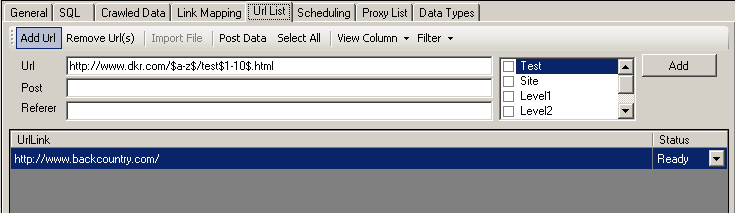 General SQL Crawled Data Link Mapping Url List Scheduling Proxy List Data Types
Add Url Remove Url(s) Import File Post Data Select All View Column Filter
Url http://www.dkr.com/$a-z$/test$1-10$.html Test Add
Site
Post Level1
Referer Level2
UrlLink Status
http://www.backcountry.com/ Ready